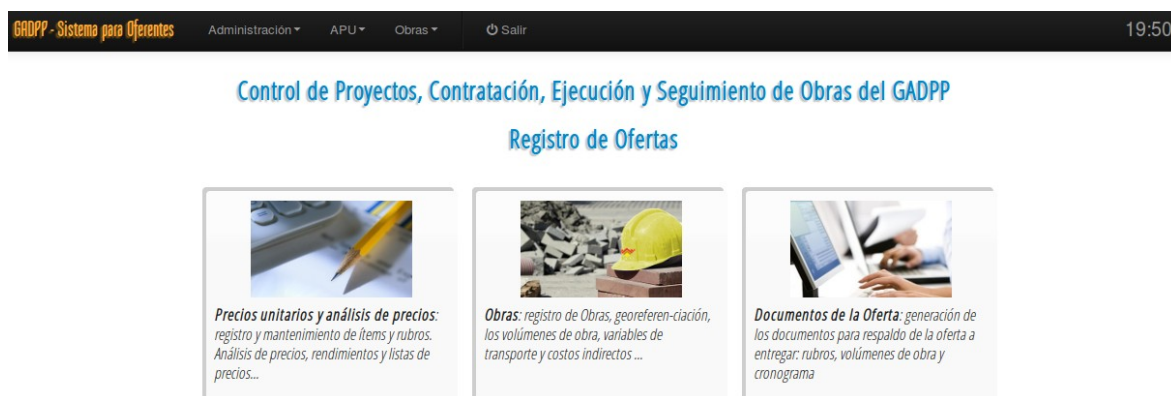 GADPP - Sistema para Oferentes Administración APU Obras Salir 19:50
Control de Proyectos, Contratación, Ejecución y Seguimiento de Obras del GADPP
Registro de Ofertas
Precios unitarios y análisis de precios:
registro y mantenimiento de ítems y rubros.
Análisis de precios, rendimientos y listas de
precios...
Obras: registro de Obras, georeferen-ciación,
los volúmenes de obra, variables de
transporte y costos indirectos ...
Documentos de la Oferta: generación de
los documentos para respaldo de la oferta a
entregar: rubros, volúmenes de obra y
cronograma